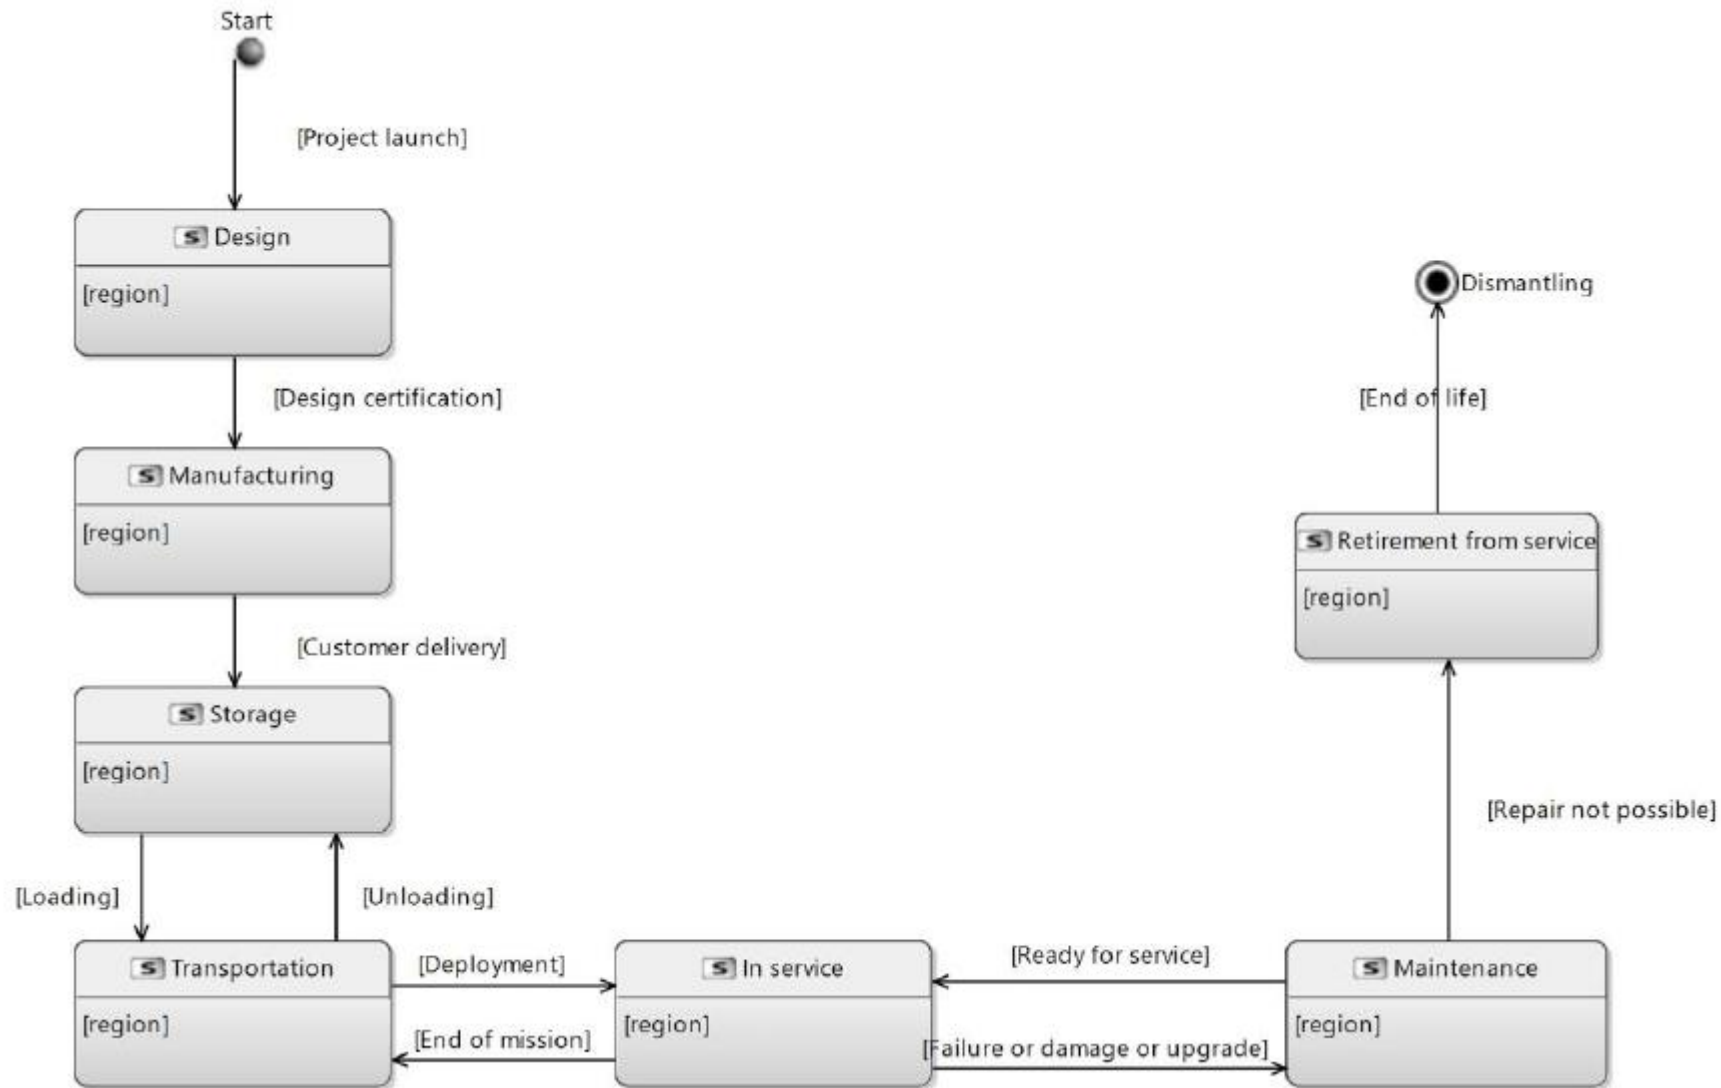 Start
[Project launch]
S Design
[region]
[Design certification]
S Manufacturing
[region]
[Customer delivery]
S Storage
[region]
[Loading]
[Unloading]
S Transportation
[region]
[Deployment]
[End of mission]
S In service
[region]
[Ready for service]
[Failure or damage or upgrade]
S Maintenance
[region]
[Repair not possible]
S Retirement from service
[region]
[End of life]
Dismantling